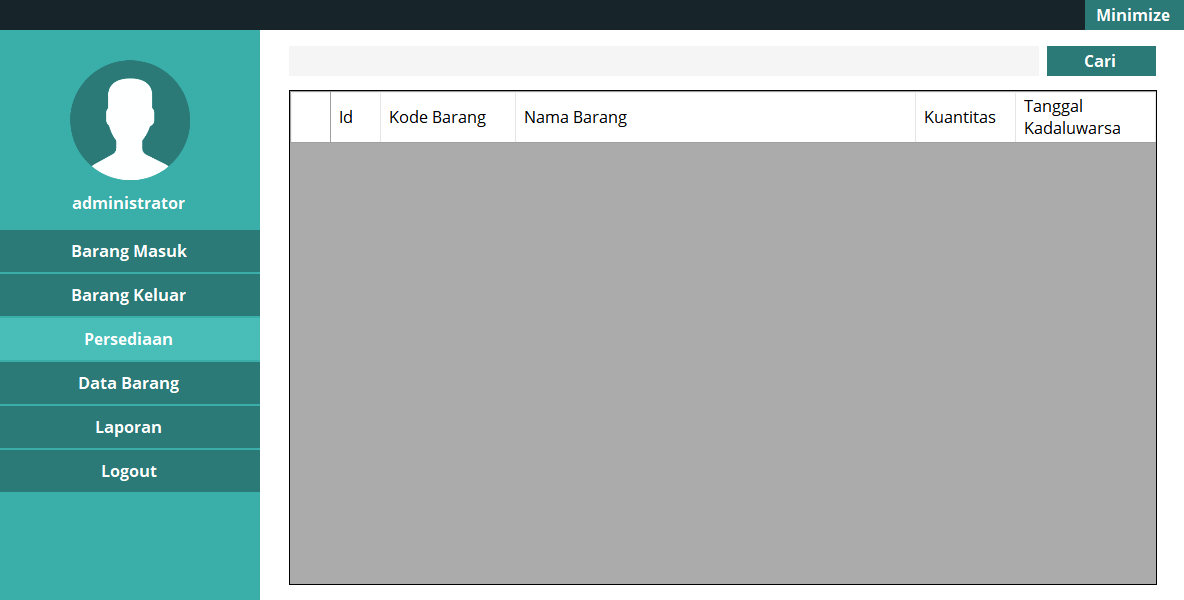 Minimize
administrator
Barang Masuk
Barang Keluar
Persediaan
Data Barang
Laporan
Logout
Cari
Id
Kode Barang
Nama Barang
Kuantitas
Tanggal
Kadaluwarsa